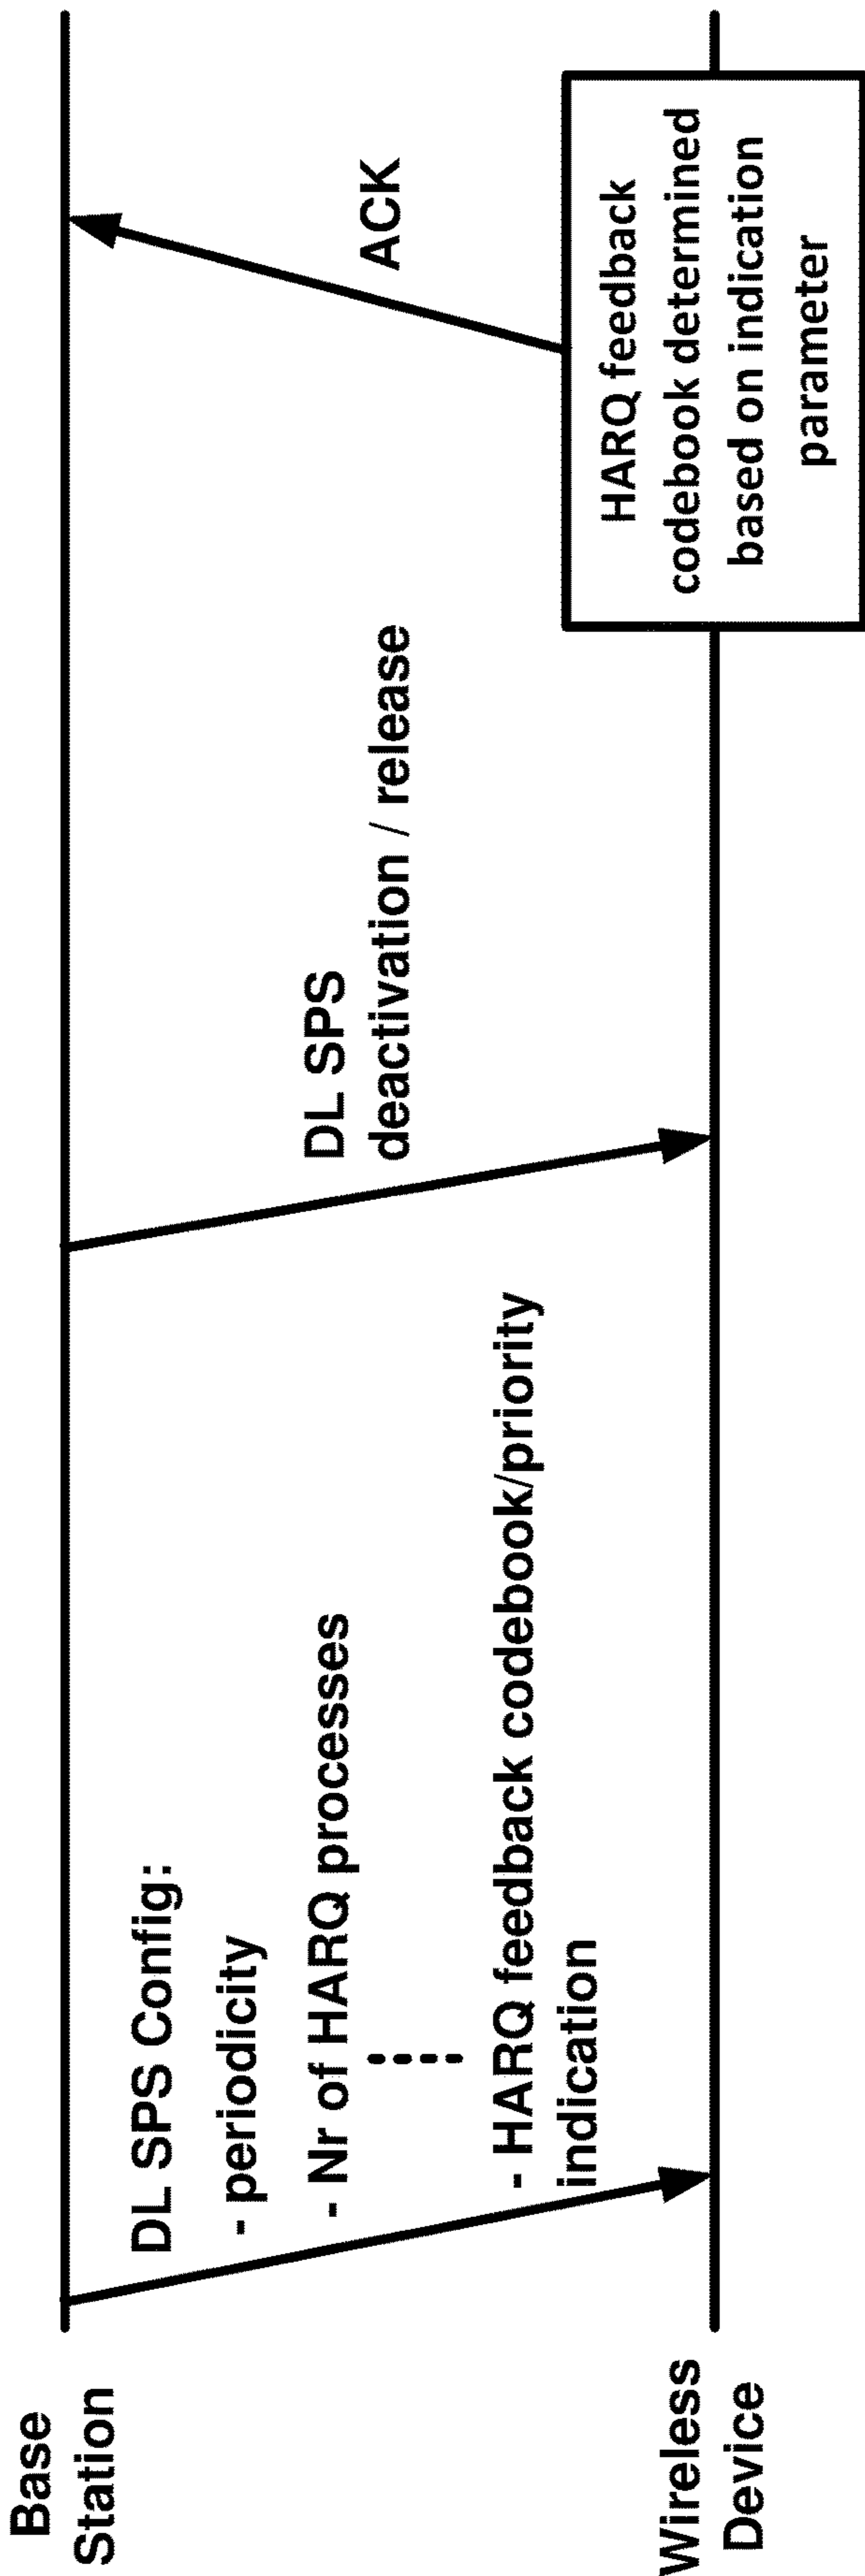 Base
Station
DL SPS Config:
- periodicity
- Nr of HARQ processes
- HARQ feedback codebook/priority
indication
DL SPS
deactivation / release
ACK
Wireless
Device
HARQ feedback
codebook determined
based on indication
parameter